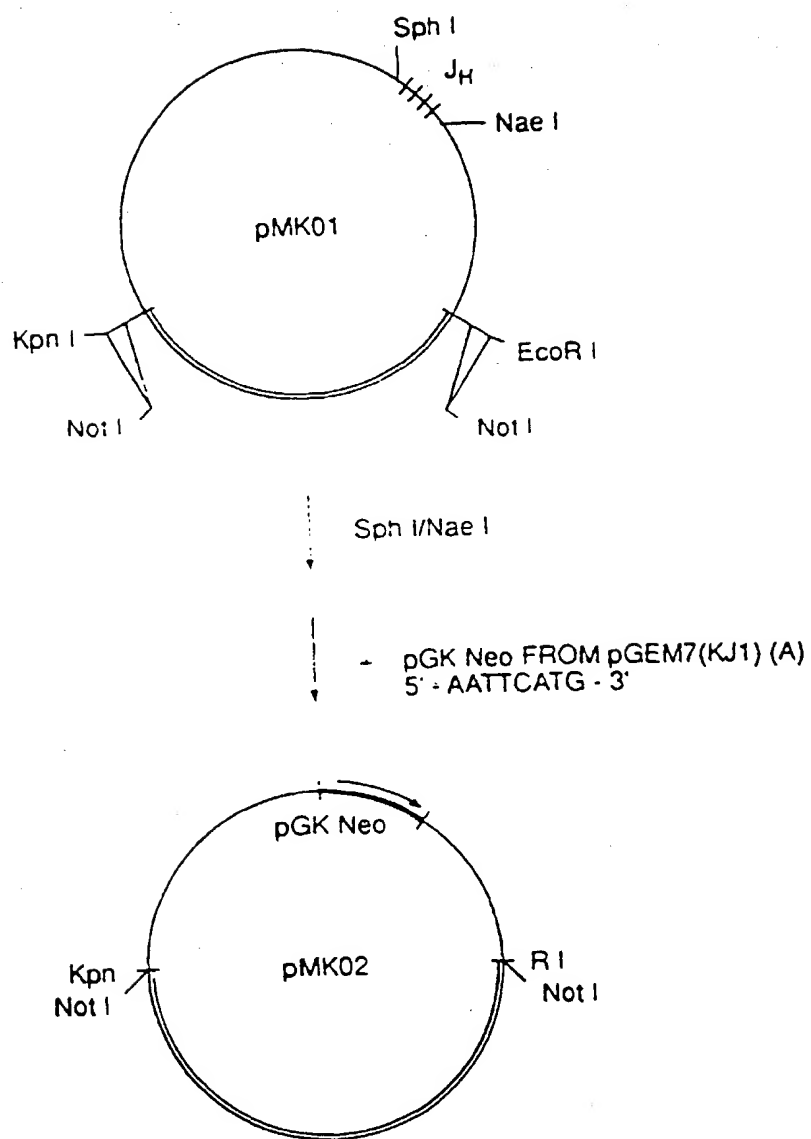 Sph I
JH
Nae I
pMK01
Kpn I
EcoR I
Not I
Not I
Sph I/Nae I
- pGK Neo FROM pGEM7(KJ1) (A)
5' - AATTCATG - 3'
pGK Neo
pMK02
Kpn
R I
Not I
Not I